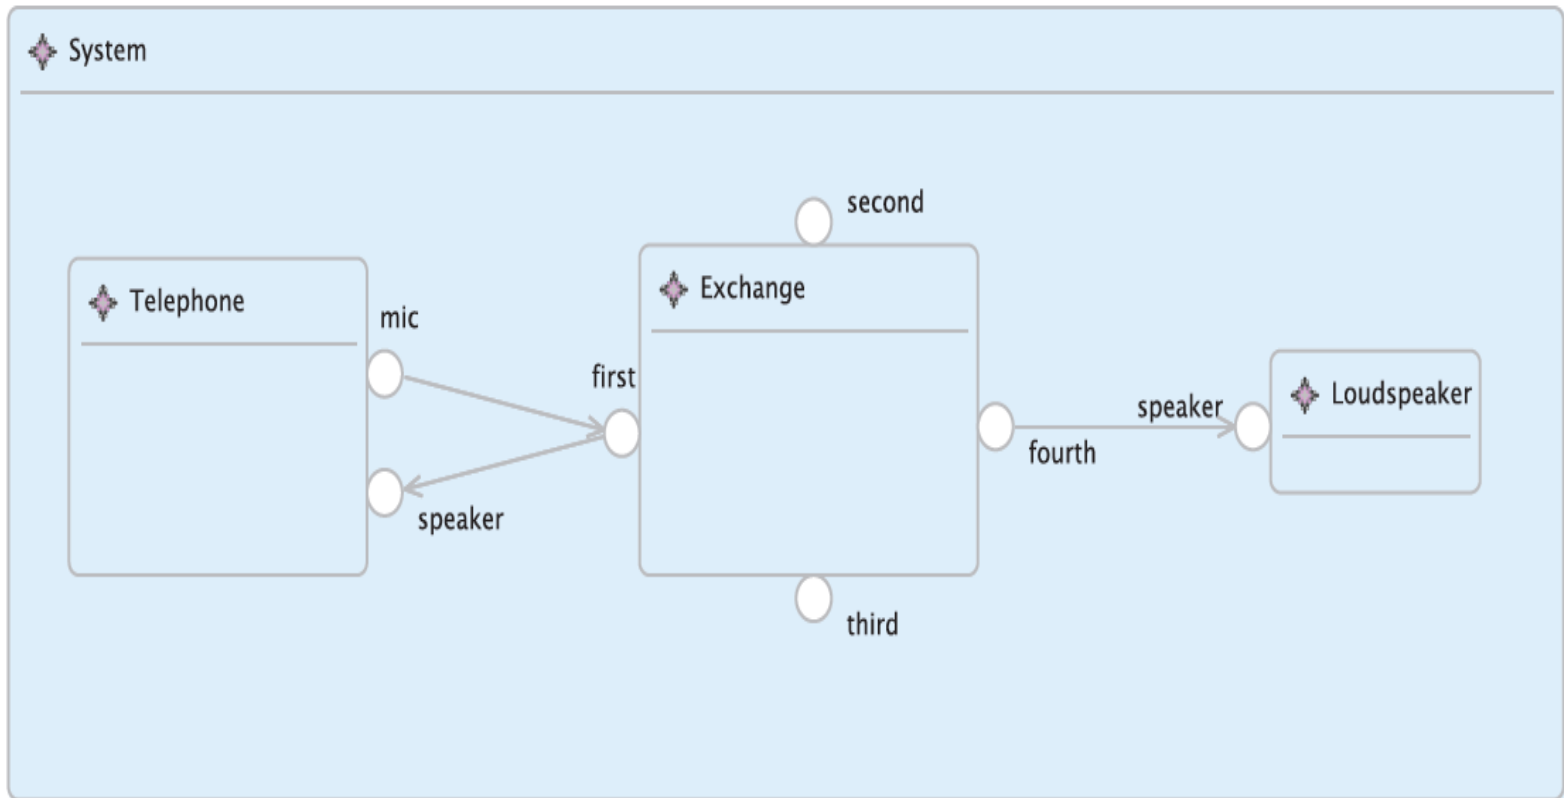 System
second
Telephone
Exchange
mic
first
speaker
Loudspeaker
fourth
speaker
third